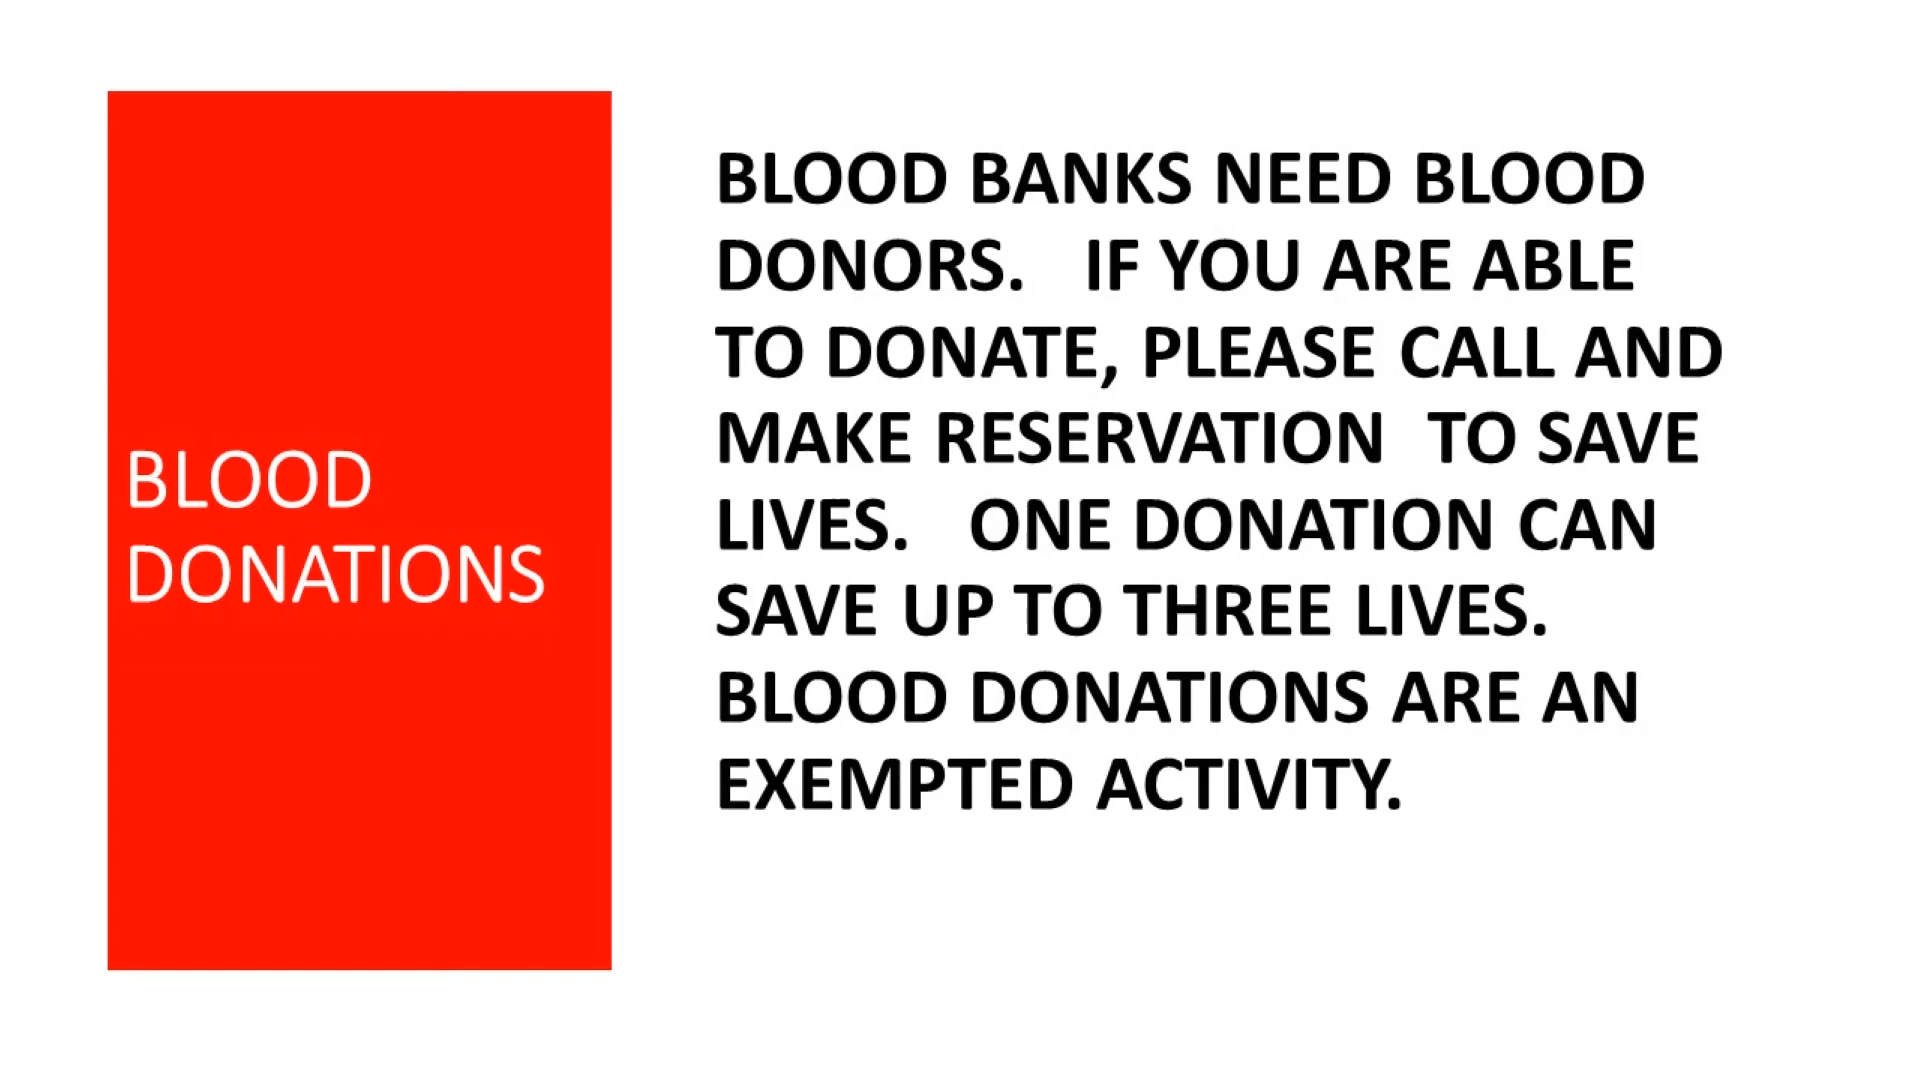 BLOOD
DONATIONS
BLOOD BANKS NEED BLOOD
DONORS.   IF YOU ARE ABLE
TO DONATE, PLEASE CALL AND
MAKE RESERVATION  TO SAVE
LIVES.   ONE DONATION CAN
SAVE UP TO THREE LIVES.
BLOOD DONATIONS ARE AN
EXEMPTED ACTIVITY.